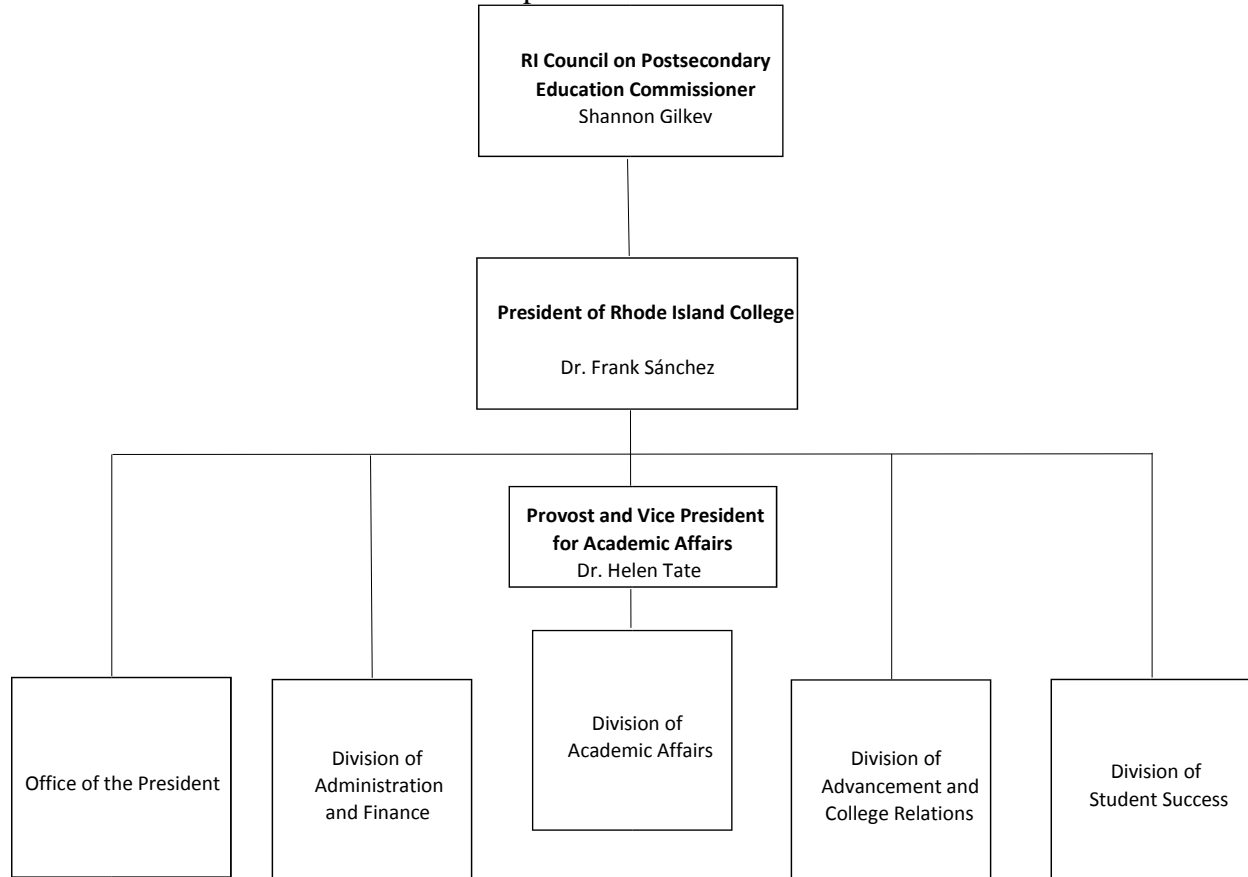 RI Council on Postsecondary
Education Commissioner
Shannon Gilkev
President of Rhode Island College
Dr. Frank Sánchez
Provost and Vice President
for Academic Affairs
Dr. Helen Tate
Division of
Academic Affairs
Office of the President
Division of
Administration
and Finance
Division of
Advancement and
College Relations
Division of
Student Success